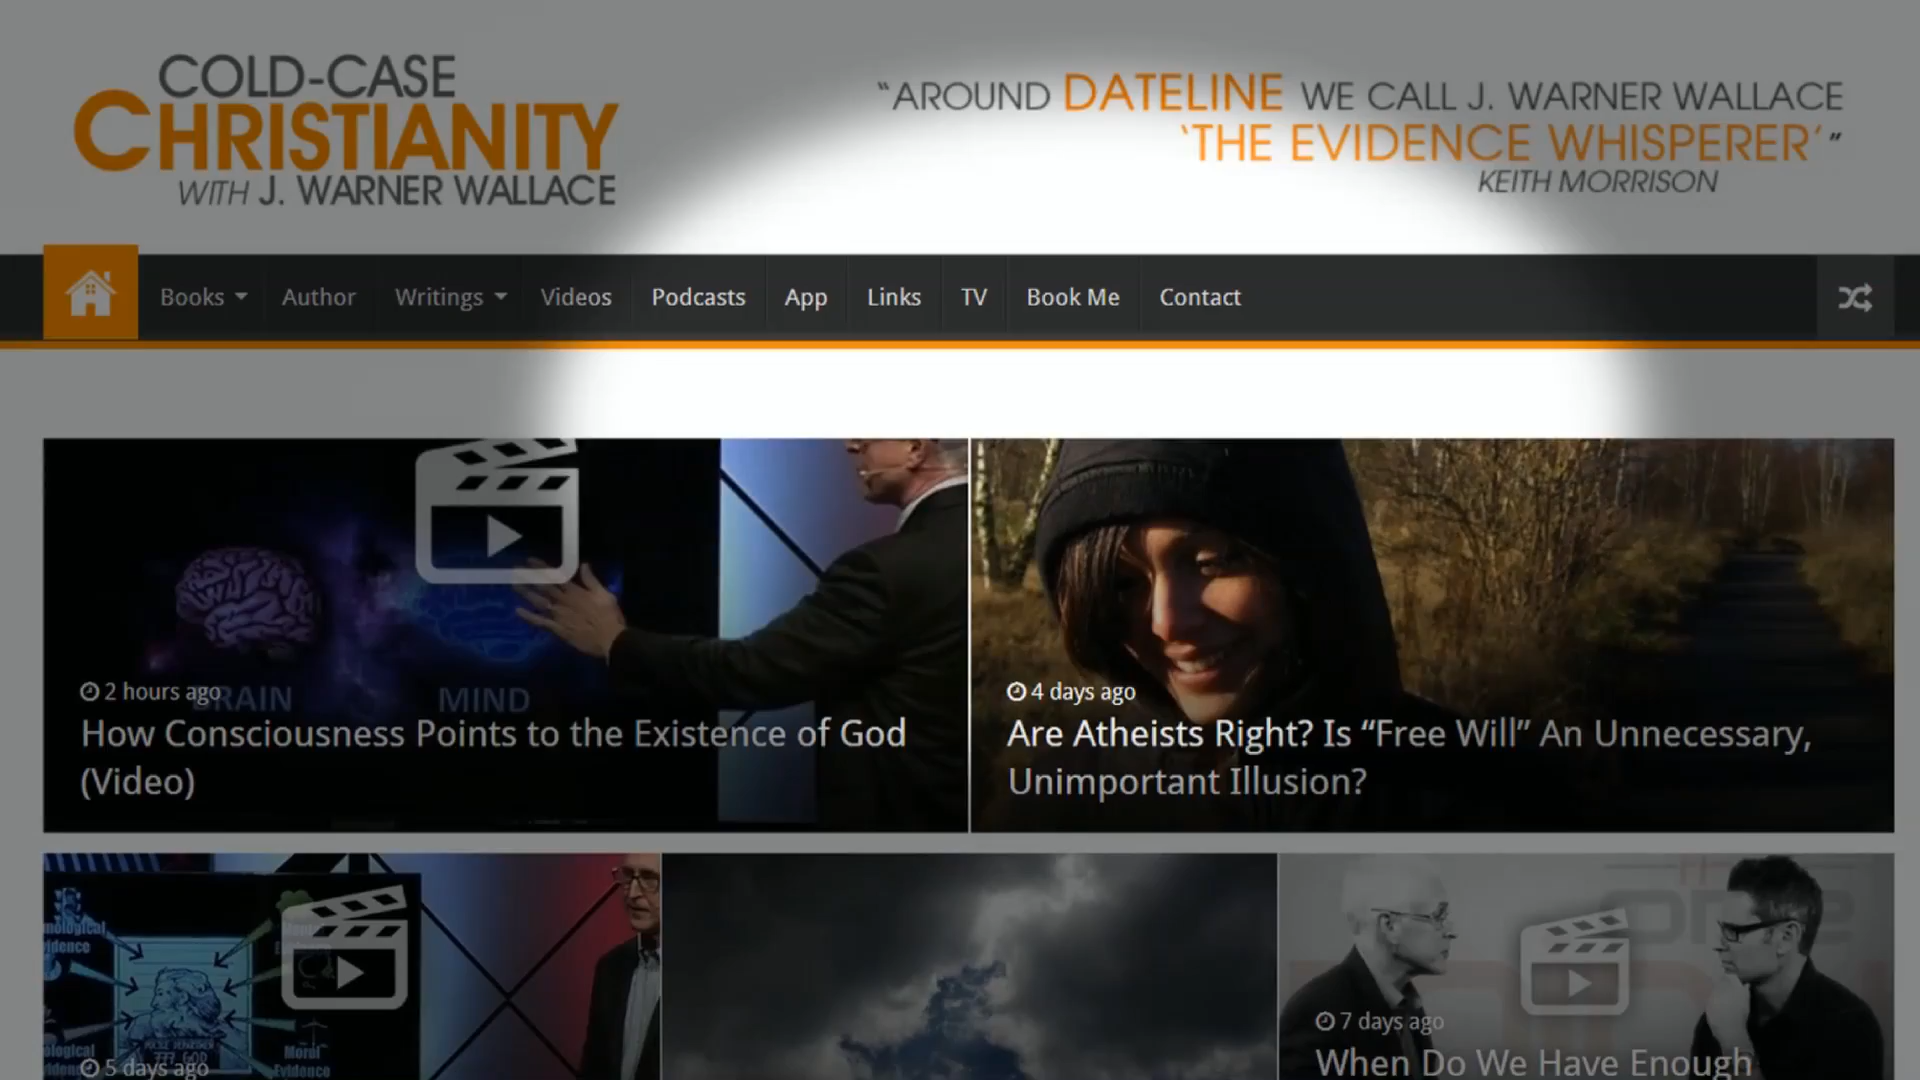 COLD-CASE
CHRISTIANITY
WITH J. WARNER WALLACE
“AROUND DATELINE WE CALL J. WARNER WALLACE
‘THE EVIDENCE WHISPERER’”
KEITH MORRISON
Books
Author
Writings
Videos
Podcasts
App
Links
TV
Book Me
Contact
BRAIN
MIND
2 hours ago
How Consciousness Points to the Existence of God
(Video)
4 days ago
Are Atheists Right? Is “Free Will” An Unnecessary,
Unimportant Illusion?
one
Moral
Evidence
5 days ago
7 days ago
When Do We Have Enough